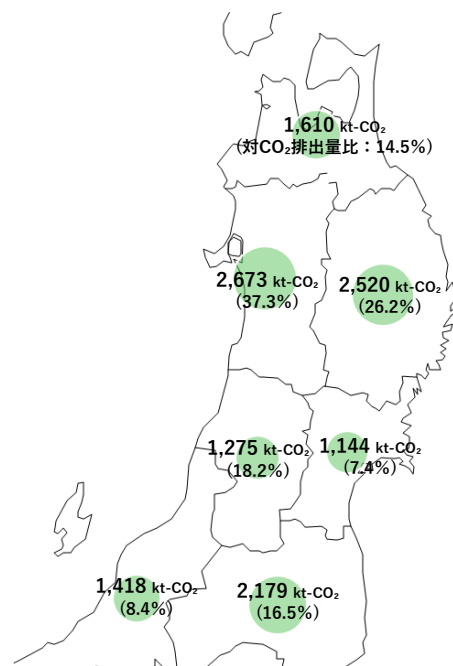 1,610 kt-CO₂
(対CO₂排出量比：14.5%)
2,673 kt-CO₂
(37.3%)
2,520 kt-CO₂
(26.2%)
1,275 kt-CO₂
(18.2%)
1,144 kt-CO₂
(7.4%)
1,418 kt-CO₂
(8.4%)
2,179 kt-CO₂
(16.5%)